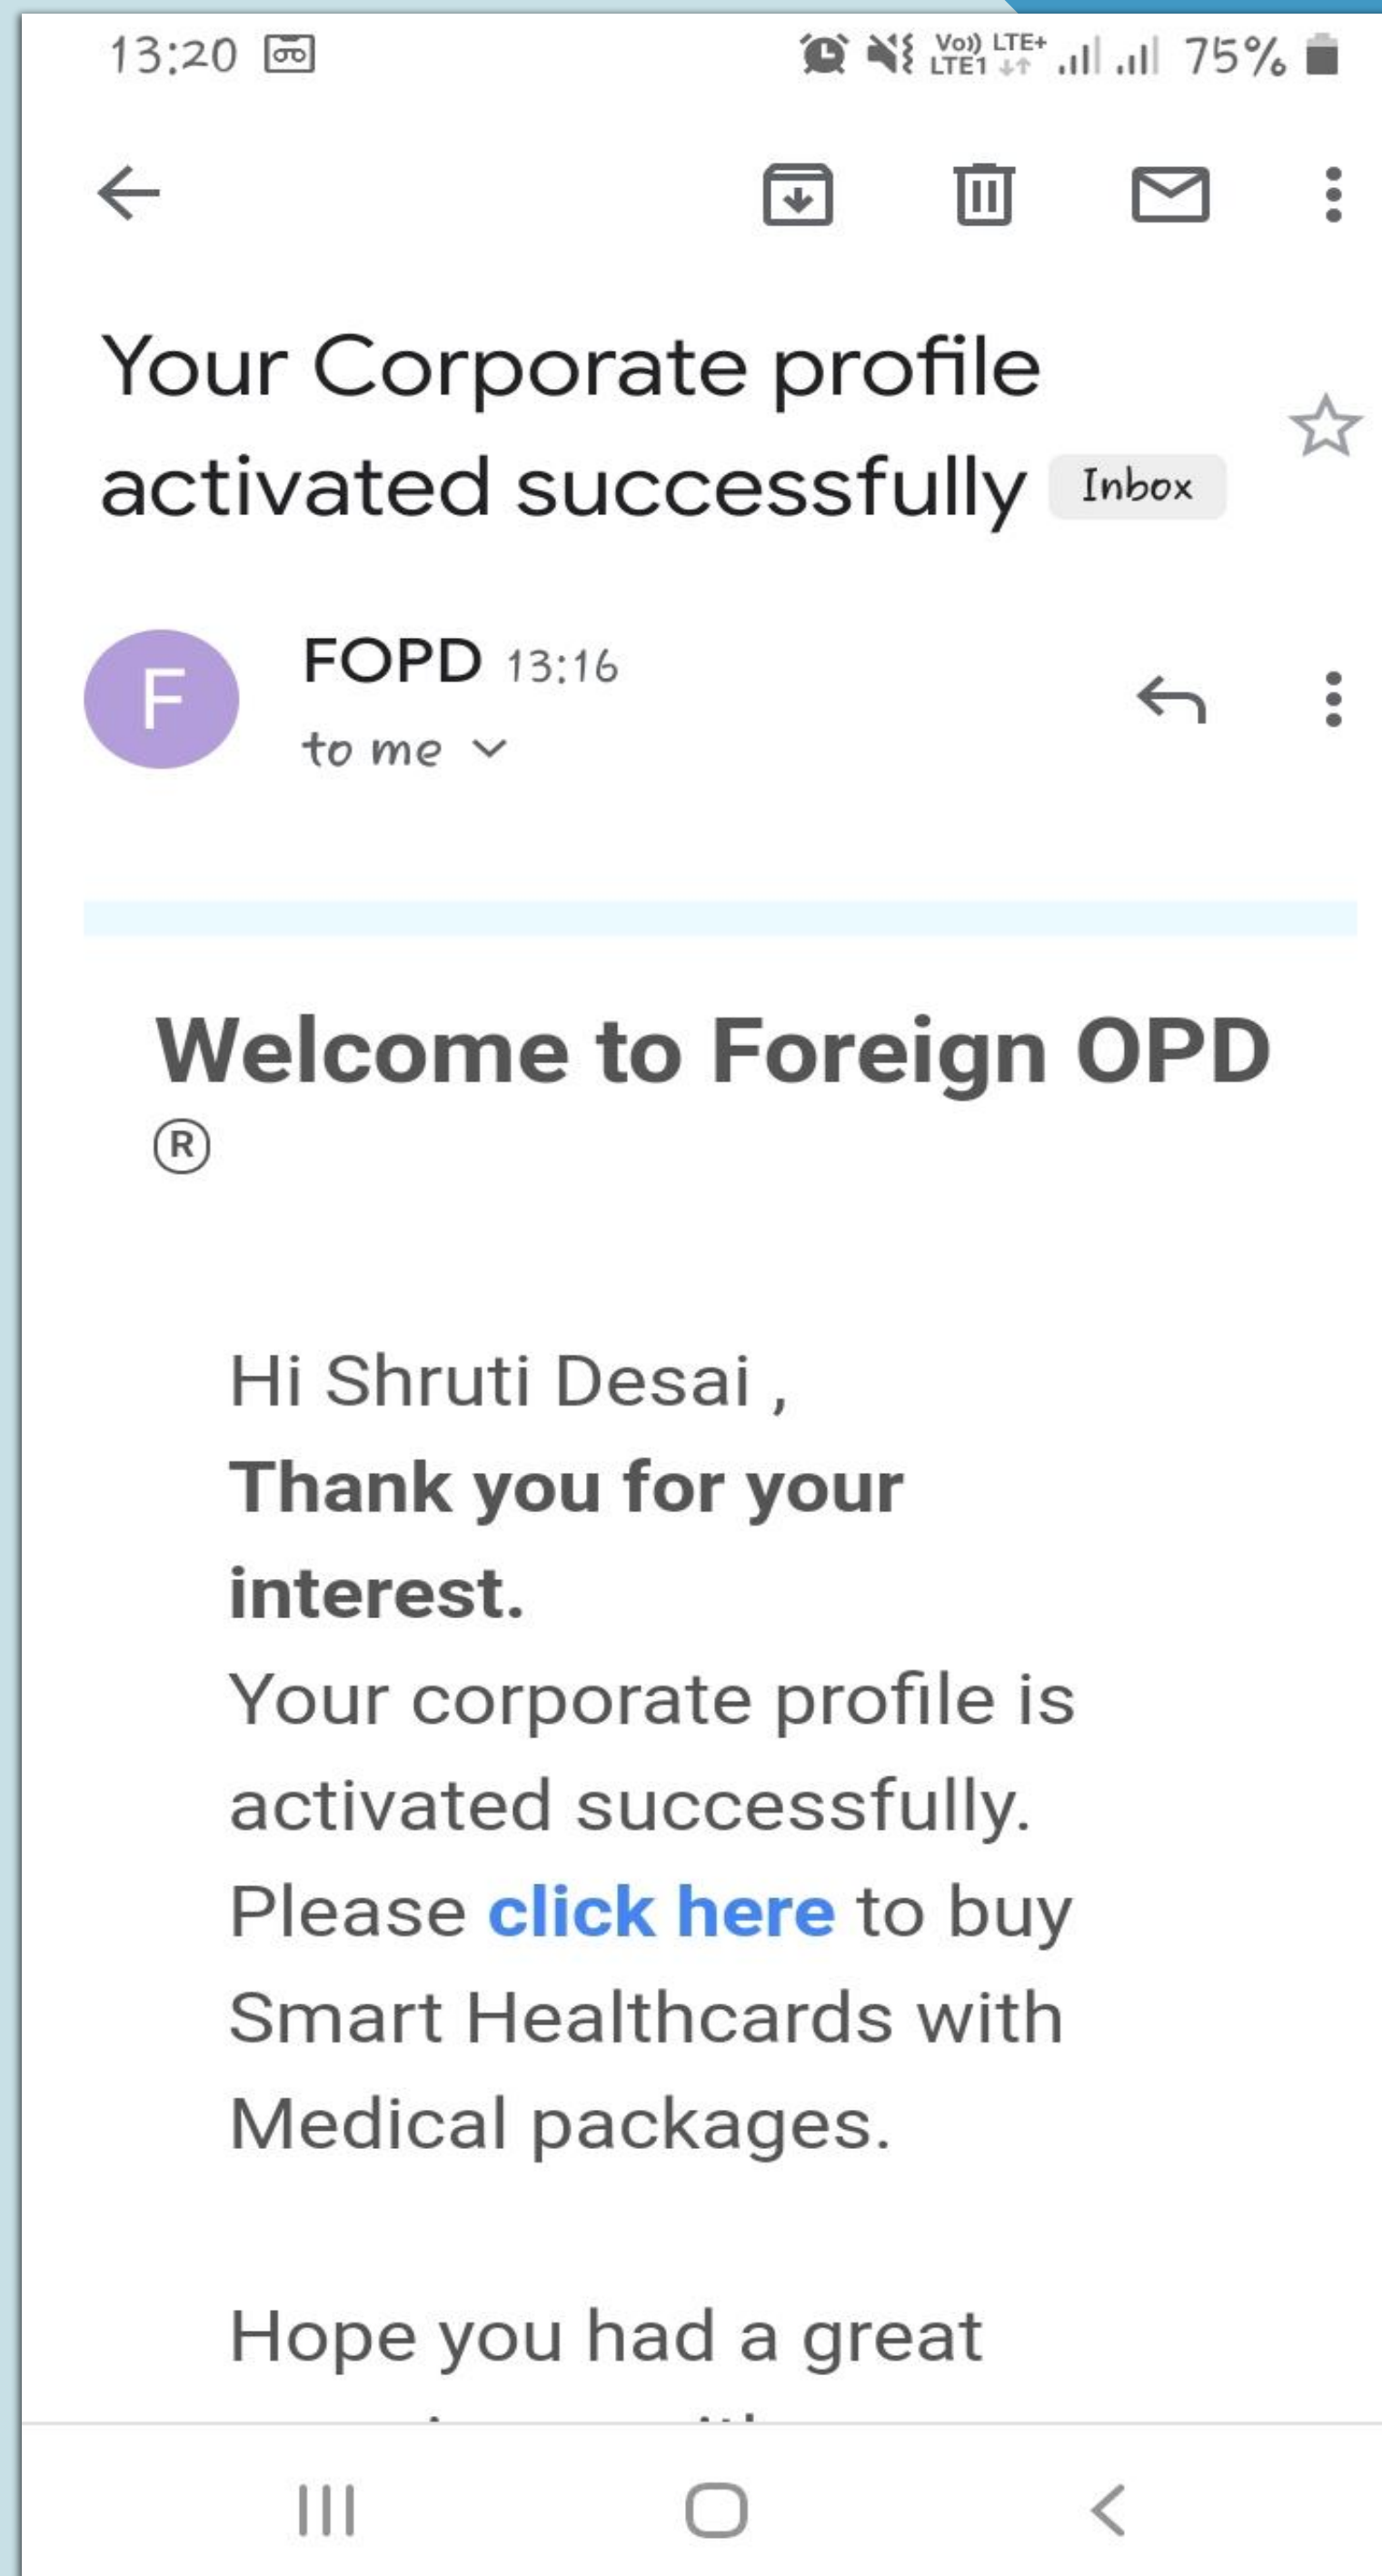 13:20 Vo)) LTE+ LTE1 75%
Your Corporate profile
activated successfully Inbox
F
FOPD 13:16
to me
Welcome to Foreign OPD
®
Hi Shruti Desai ,
Thank you for your
interest.
Your corporate profile is
activated successfully.
Please click here to buy
Smart Healthcards with
Medical packages.
Hope you had a great